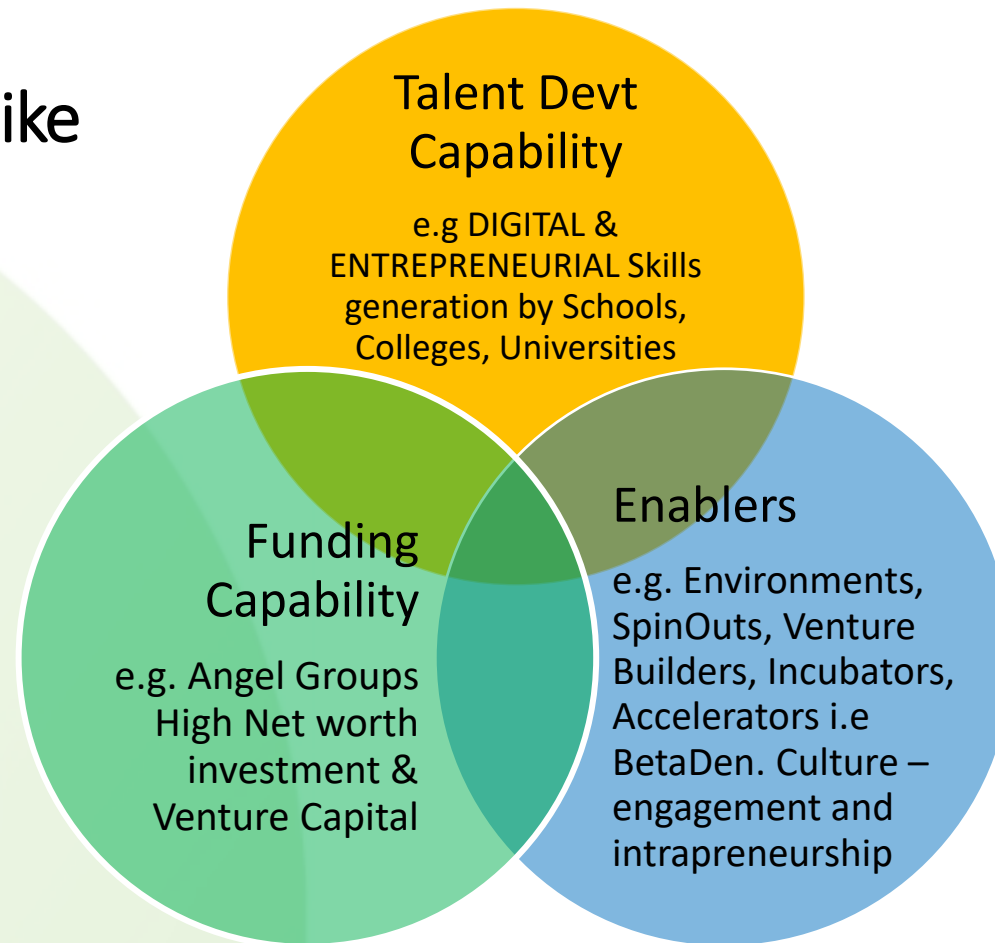 ike
Talent Devt
Capability
e.g DIGITAL &
ENTREPRENEURIAL Skills
generation by Schools,
Colleges, Universities
Funding
Capability
e.g. Angel Groups
High Net worth
investment &
Venture Capital
Enablers
e.g. Environments,
SpinOuts, Venture
Builders, Incubators,
Accelerators i.e
BetaDen. Culture –
engagement and
intrapreneurship